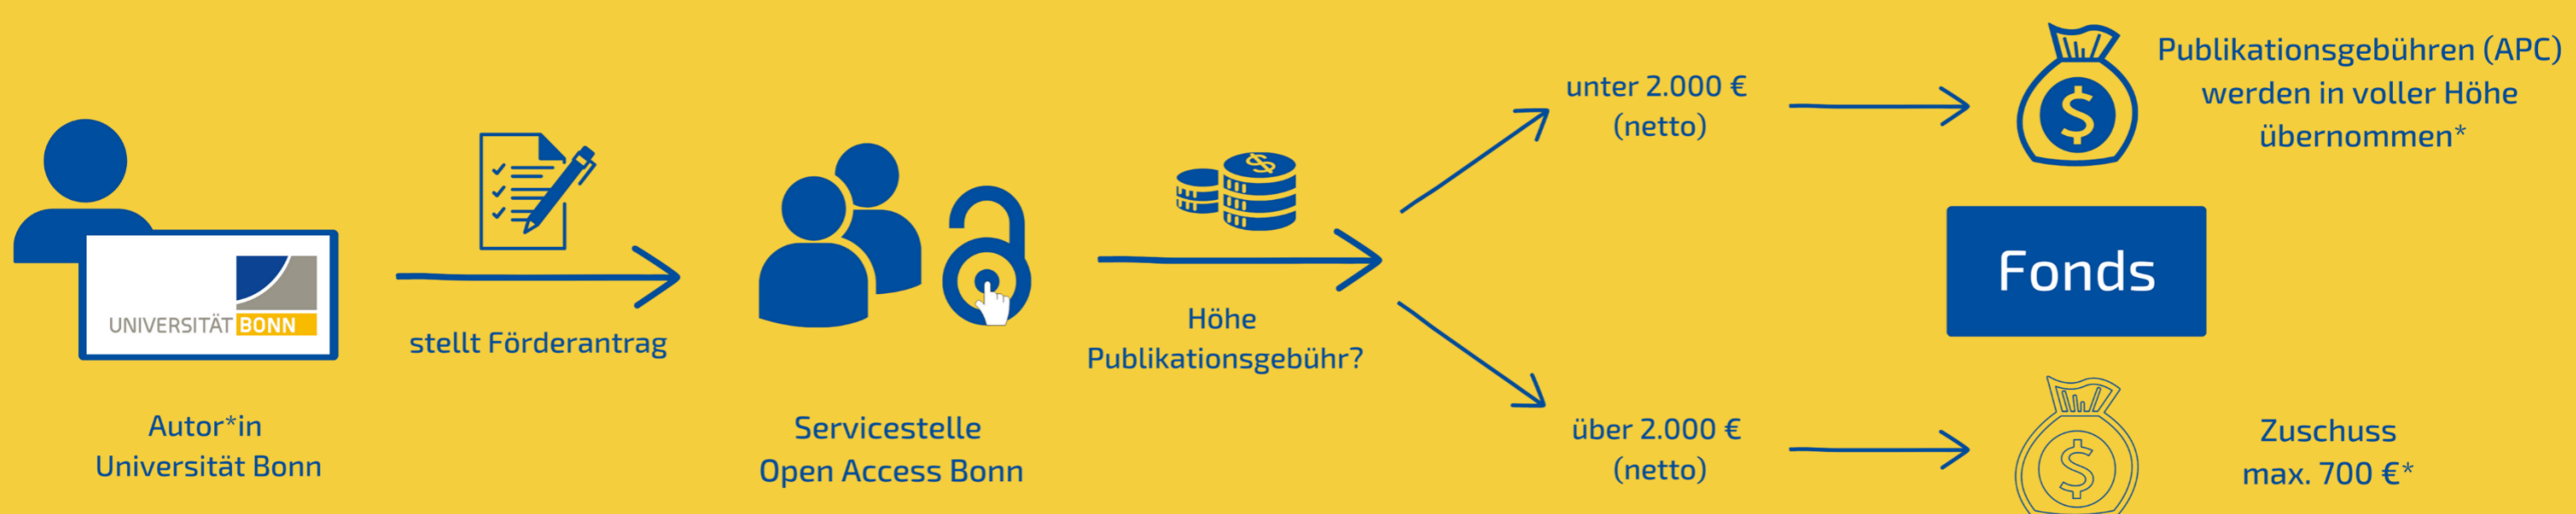 UNIVERSITÄT BONN
Autor*in
Universität Bonn
stellt Förderantrag
Servicestelle
Open Access Bonn
Höhe
Publikationsgebühr?
unter 2.000 €
(netto)
Publikationsgebühren (APC)
werden in voller Höhe
übernommen*
Fonds
über 2.000 €
(netto)
Zuschuss
max. 700 €*